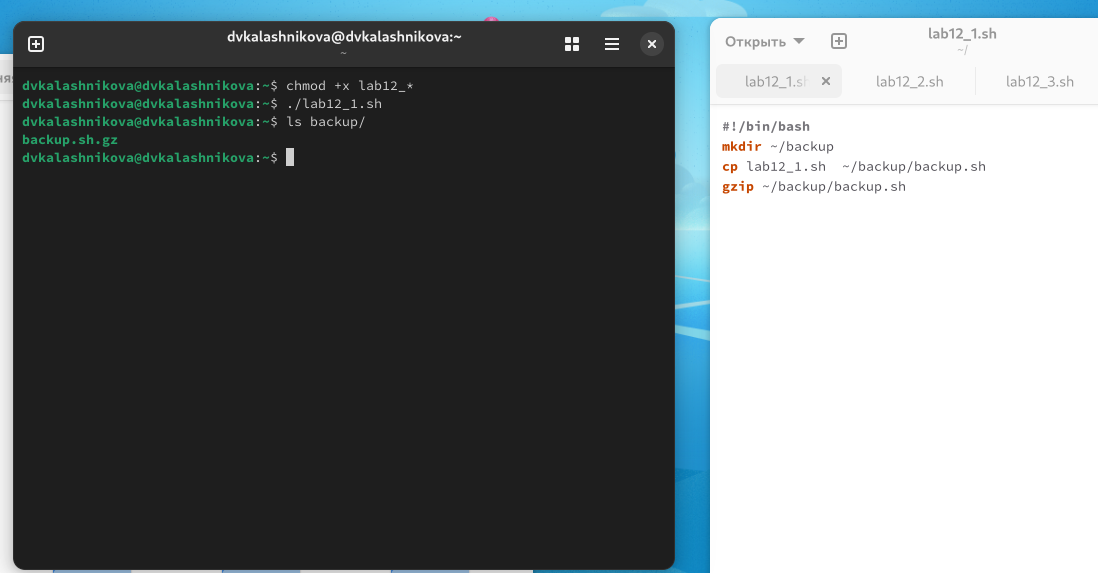 dvkalashnikova@dvkalashnikova:~
~
dvkalashnikova@dvkalashnikova:~$ chmod +x lab12_*
dvkalashnikova@dvkalashnikova:~$ ./lab12_1.sh
dvkalashnikova@dvkalashnikova:~$ ls backup/
backup.sh.gz
dvkalashnikova@dvkalashnikova:~$
Открыть
lab12_1.sh
~/
lab12_1.sh
lab12_2.sh
lab12_3.sh
#!/bin/bash
mkdir ~/backup
cp lab12_1.sh  ~/backup/backup.sh
gzip ~/backup/backup.sh